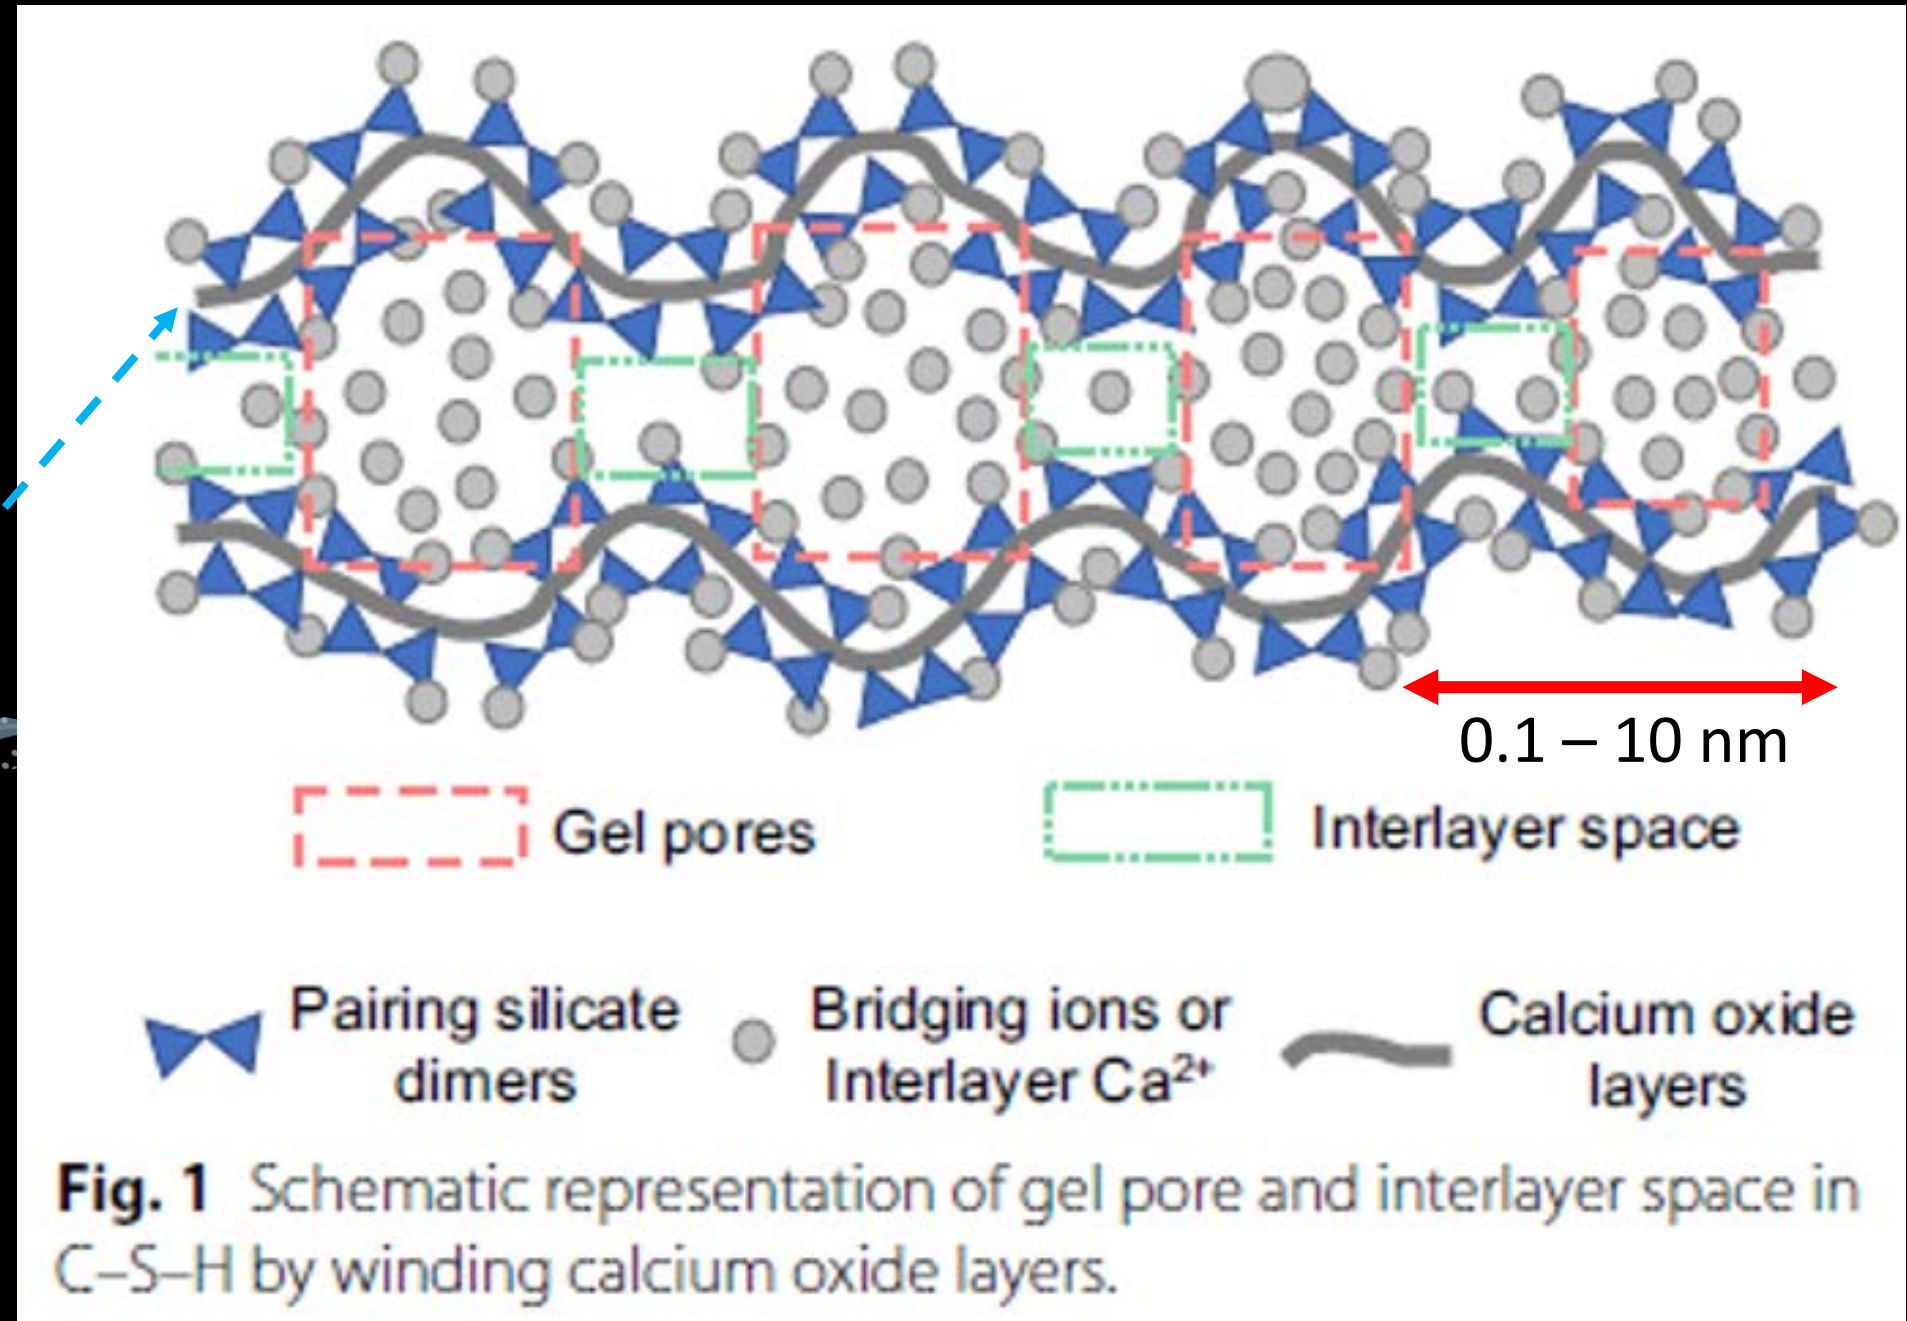 0.1 – 10 nm
Gel pores
Interlayer space
Pairing silicate
dimers
Bridging ions or
Interlayer Ca²⁺
Calcium oxide
layers
Fig. 1 Schematic representation of gel pore and interlayer space in
C–S–H by winding calcium oxide layers.